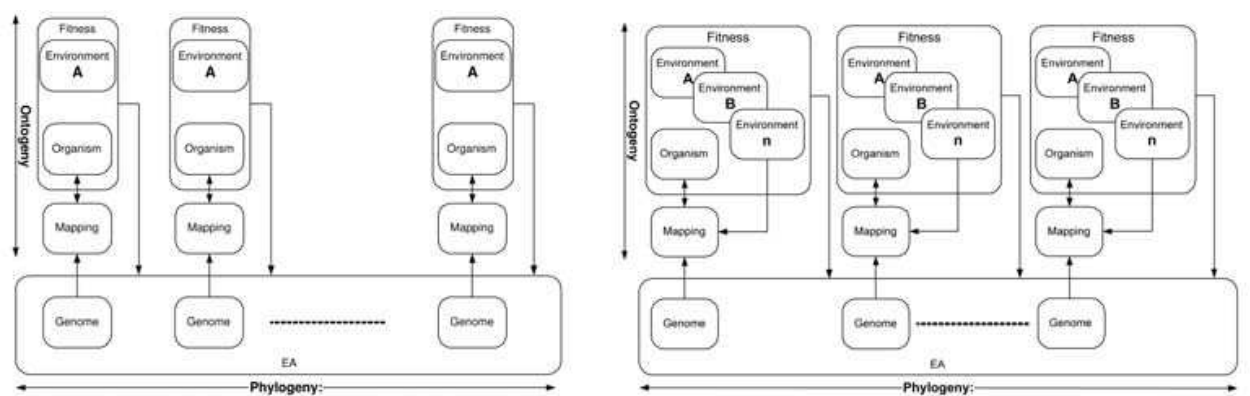 Ontogeny
Fitness
Environment
A
Organism
Mapping
Genome
Fitness
Environment
A
Organism
Mapping
Genome
Fitness
Environment
A
Organism
Mapping
Genome
EA
Phylogeny:
Ontogeny
Fitness
Environment
A
Environment
B
Environment
n
Organism
Mapping
Genome
Fitness
Environment
A
Environment
B
Environment
n
Organism
Mapping
Genome
Fitness
Environment
A
Environment
B
Environment
n
Organism
Mapping
Genome
EA
Phylogeny: